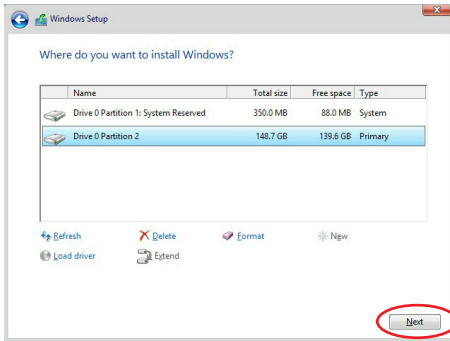 Windows Setup
Where do you want to install Windows?
Name Total size Free space Type
Drive 0 Partition 1: System Reserved 350.0 MB 88.0 MB System
Drive 0 Partition 2 148.7 GB 139.6 GB Primary
Refresh Delete Format New
Load driver Extend
Next